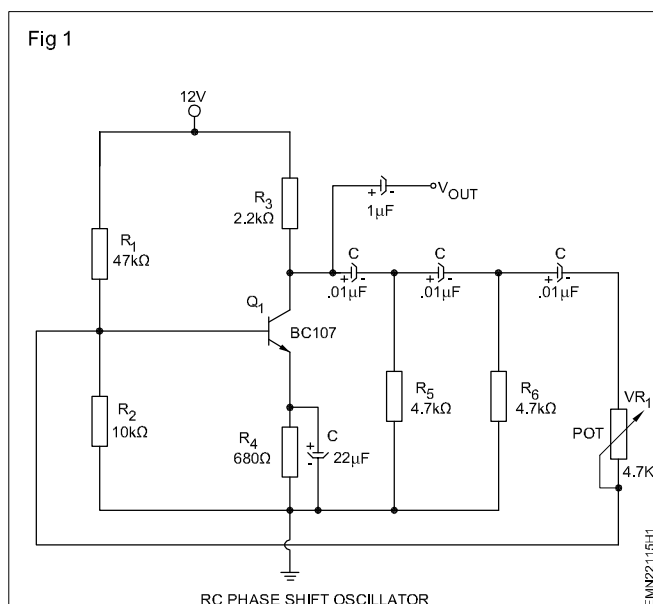 Fig 1
12V
R3
2.2kΩ
+ -
1µF
VOUT
R1
47kΩ
C
+ -
.01µF
C
+ -
.01µF
C
+ -
.01µF
Q1
BC107
R2
10kΩ
R4
680Ω
+
-
C
22µF
R5
4.7kΩ
R6
4.7kΩ
VR1
POT
4.7K
EMN22115H1
RC PHASE SHIFT OSCILLATOR